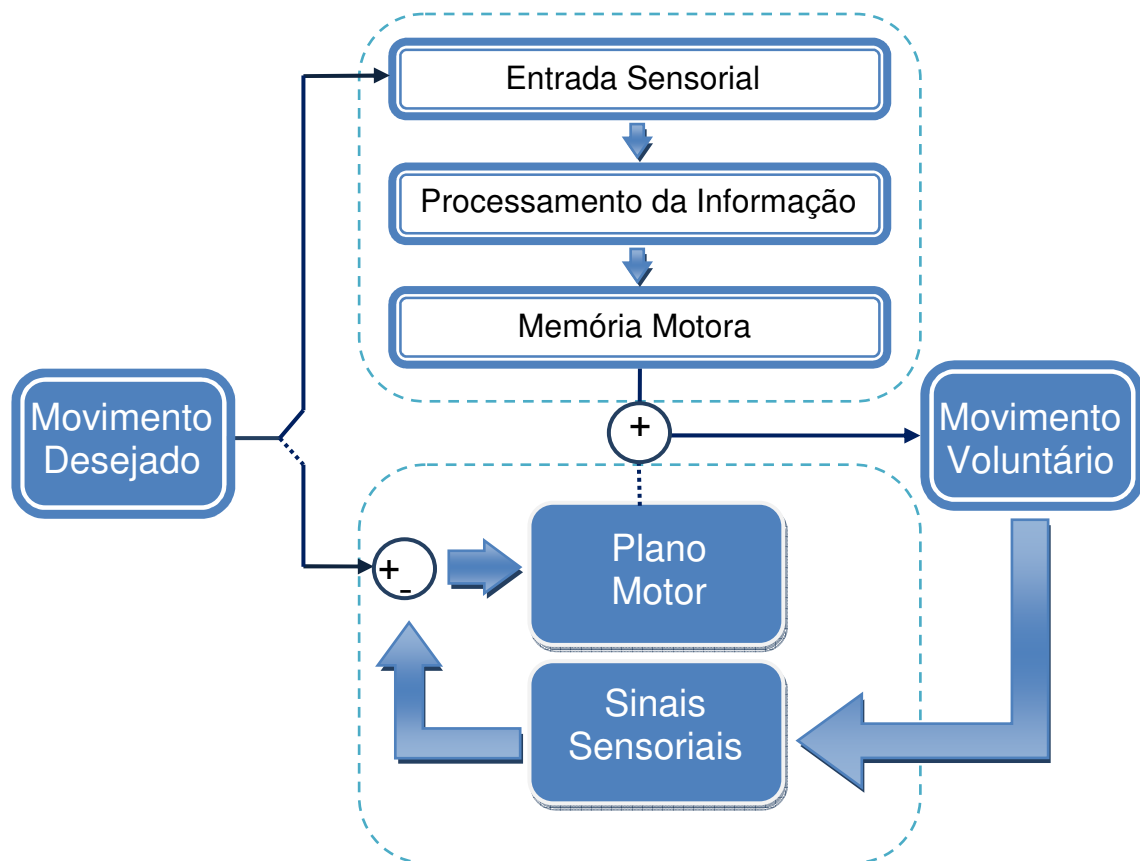 Entrada Sensorial
Processamento da Informação
Memória Motora
Movimento
Desejado
+
Movimento
Voluntário
+
-
Plano
Motor
Sinais
Sensoriais